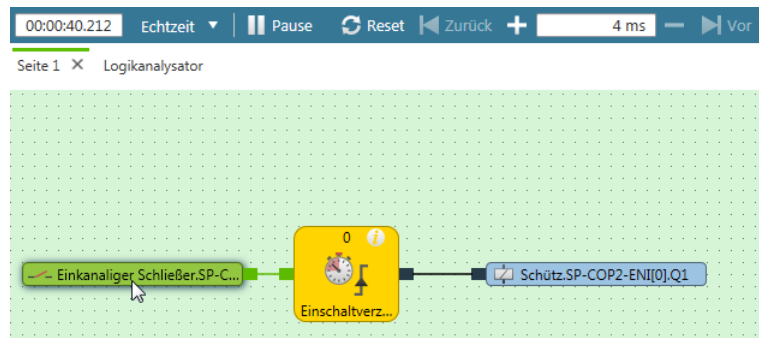 00:00:40.212 Echtzeit Pause Reset Zurück 4 ms Vor
Seite 1 Logikanalysator
0
Einkanaliger Schließer.SP-C...
Schütz.SP-COP2-ENI[0].Q1
Einschaltverz...